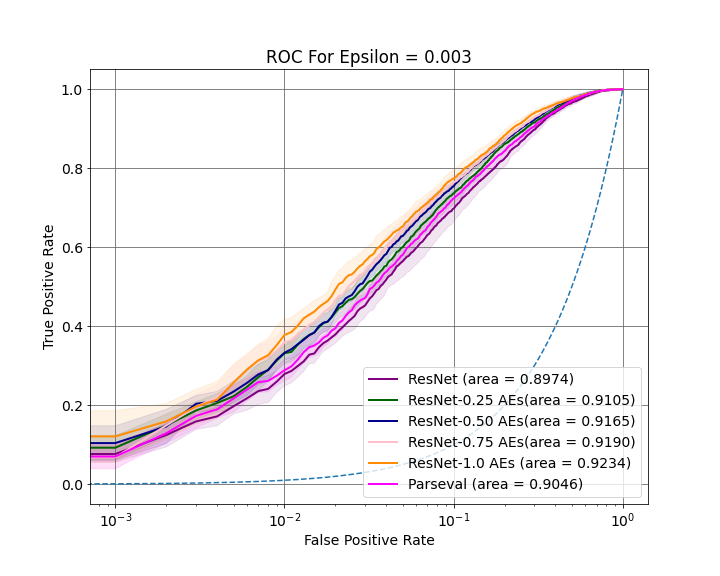 ROC For Epsilon = 0.003
True Positive Rate
1.0
0.8
0.6
0.4
0.2
0.0
ResNet (area = 0.8974)
ResNet-0.25 AEs(area = 0.9105)
ResNet-0.50 AEs(area = 0.9165)
ResNet-0.75 AEs(area = 0.9190)
ResNet-1.0 AEs (area = 0.9234)
Parseval (area = 0.9046)
10⁻³ 10⁻² 10⁻¹ 10⁰
False Positive Rate